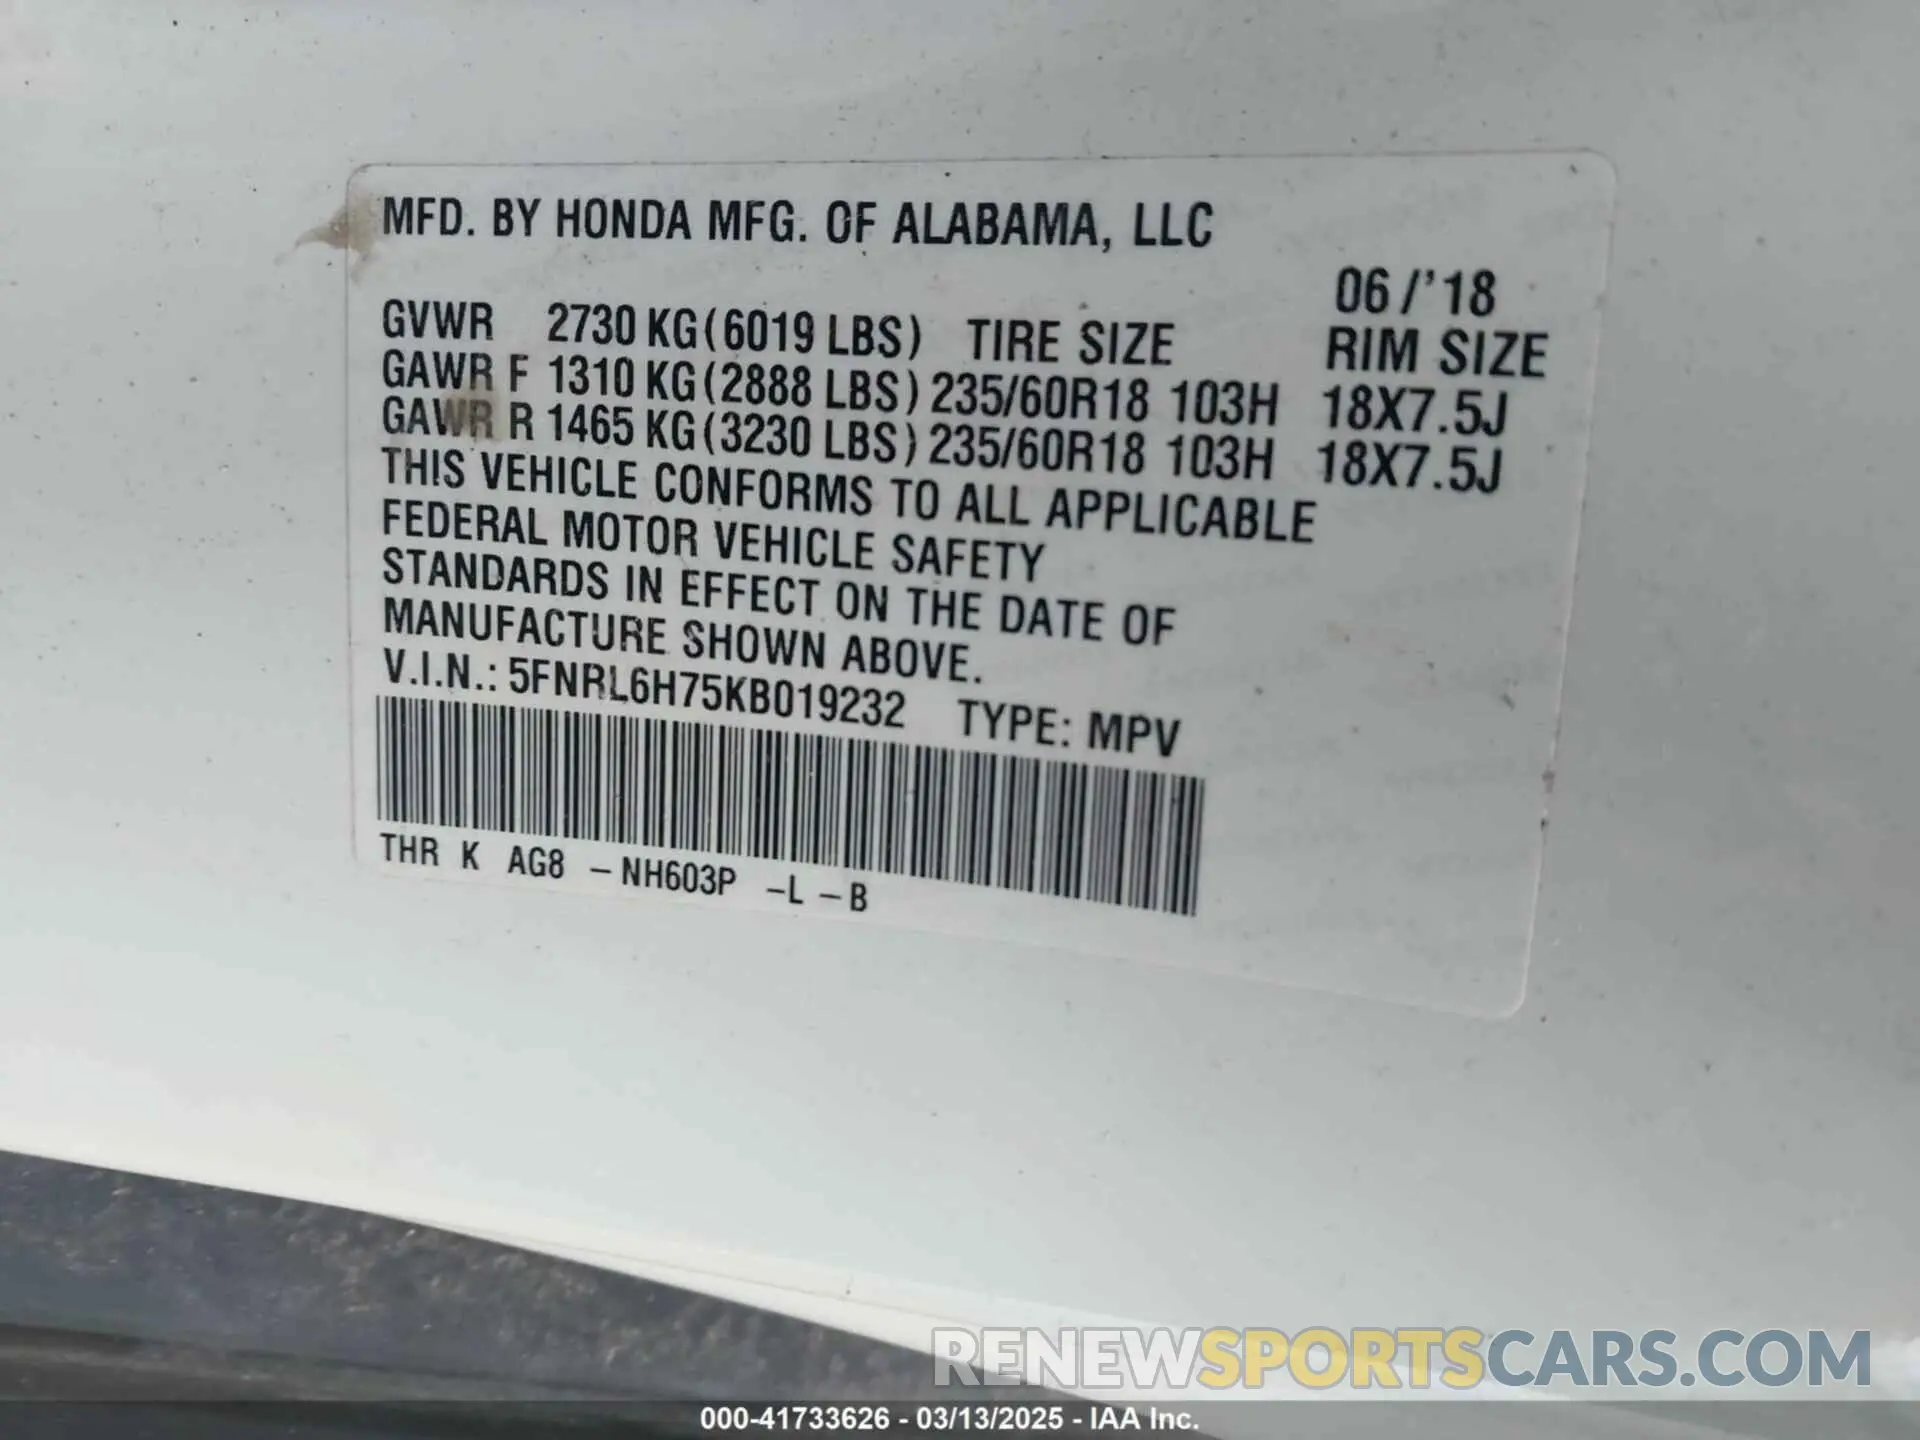 MFD. BY HONDA MFG. OF ALABAMA, LLC
06/'18
GVWR 2730 KG(6019 LBS) TIRE SIZE RIM SIZE
GAWR F 1310 KG(2888 LBS) 235/60R18 103H 18X7.5J
GAWR R 1465 KG(3230 LBS) 235/60R18 103H 18X7.5J
THIS VEHICLE CONFORMS TO ALL APPLICABLE
FEDERAL MOTOR VEHICLE SAFETY
STANDARDS IN EFFECT ON THE DATE OF
MANUFACTURE SHOWN ABOVE.
V.I.N.: 5FNRL6H75KB019232 TYPE: MPV
THR K AG8 -NH603P -L -B
RENEWSPORTSCARS.COM
000-41733626 - 03/13/2025 - IAA Inc.